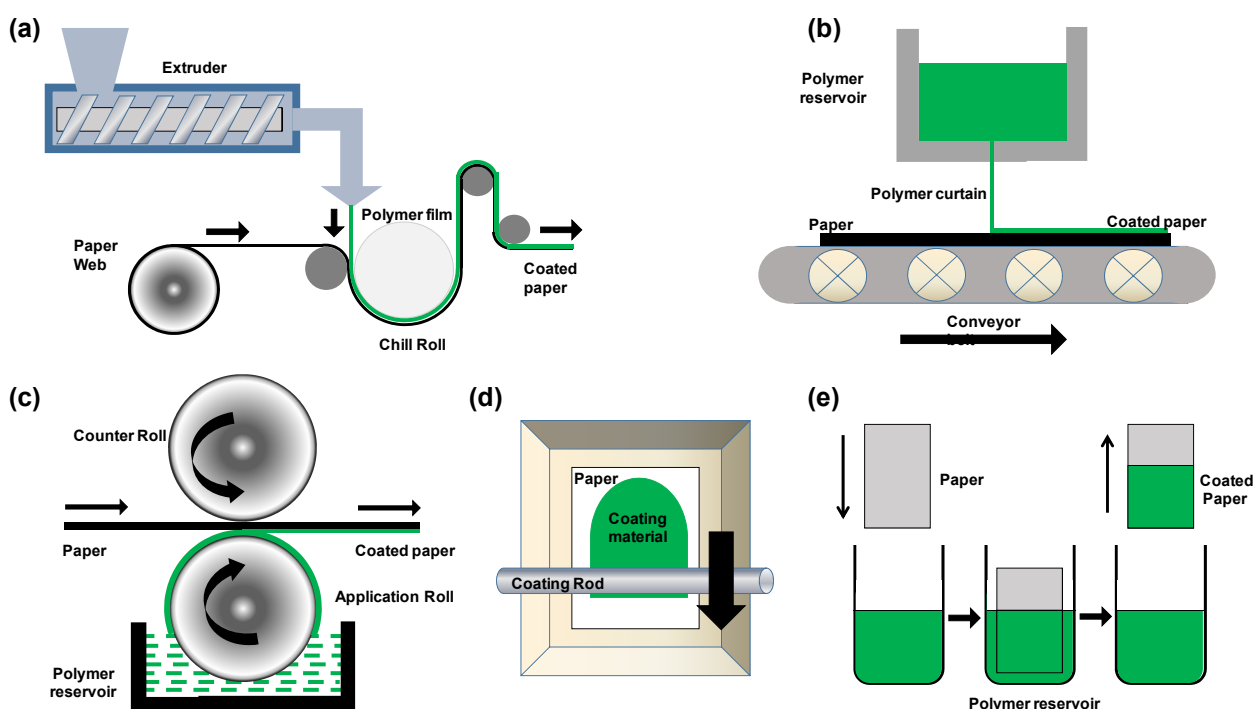 (a)
Extruder
Paper
Web
Polymer film
Chill Roll
Coated
paper
(b)
Polymer
reservoir
Polymer curtain
Paper
Coated paper
Conveyor
belt
(c)
Counter Roll
Paper
Coated paper
Application Roll
Polymer
reservoir
(d)
Paper
Coating
material
Coating Rod
(e)
Paper
Coated
Paper
Polymer reservoir